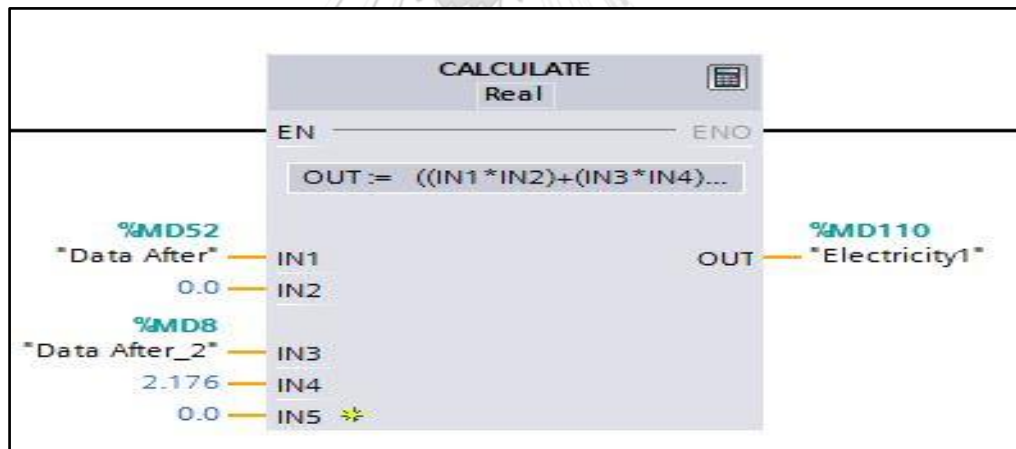 CALCULATE
Real
EN ENO
OUT := ((IN1*IN2)+(IN3*IN4)...
%MD52
"Data After" IN1
0.0 IN2
%MD8
"Data After_2" IN3
2.176 IN4
0.0 IN5
%MD110
OUT "Electricity1"